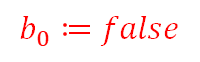 b₀ ≔ false